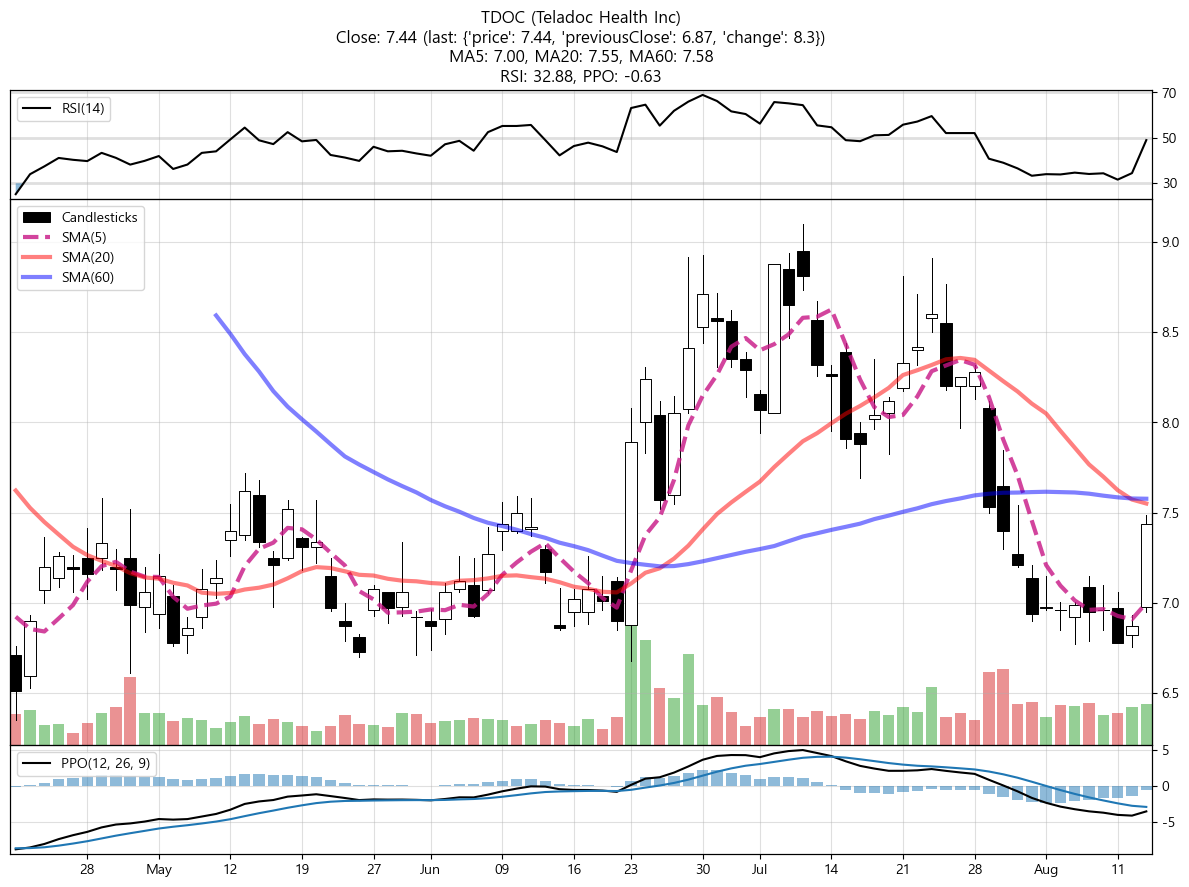 TDOC (Teladoc Health Inc)
Close: 7.44 (last: {'price': 7.44, 'previousClose': 6.87, 'change': 8.3})
MA5: 7.00, MA20: 7.55, MA60: 7.58
RSI: 32.88, PPO: -0.63
RSI(14)
70
50
30
Candlesticks
SMA(5)
SMA(20)
SMA(60)
9.0
8.5
8.0
7.5
7.0
6.5
PPO(12, 26, 9)
5
0
-5
28 May 12 19 27 Jun 09 16 23 30 Jul 14 21 28 Aug 11